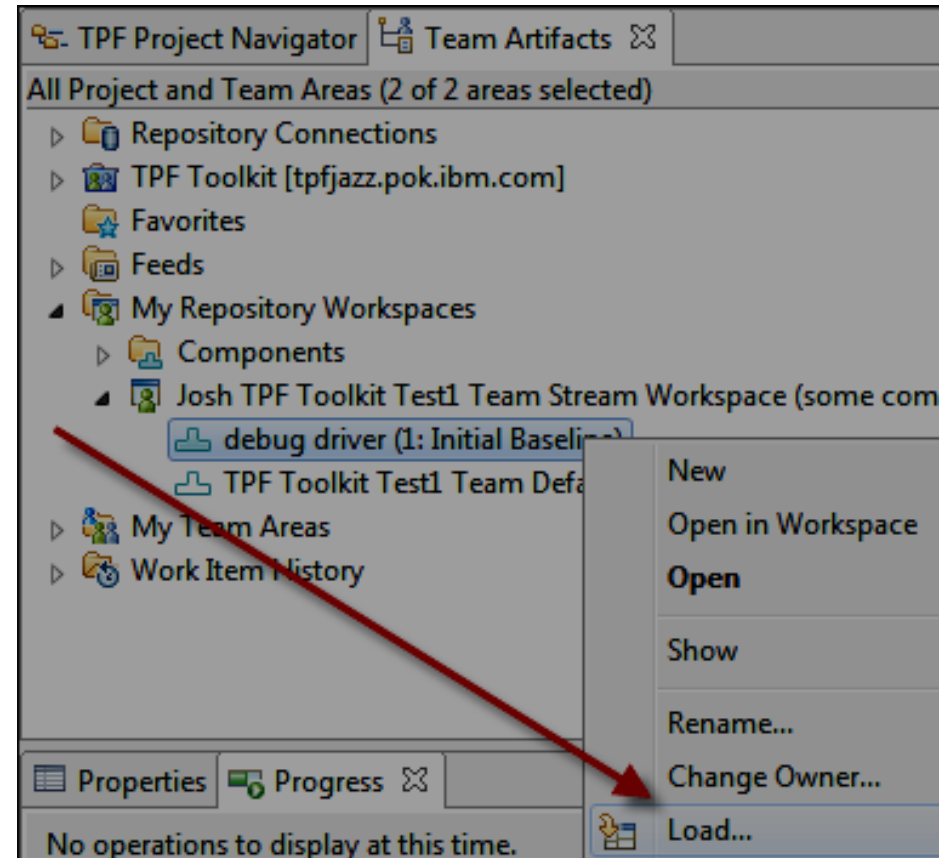 TPF Project Navigator Team Artifacts
All Project and Team Areas (2 of 2 areas selected)
Repository Connections
TPF Toolkit [tpfjazz.pok.ibm.com]
Favorites
Feeds
My Repository Workspaces
Components
Josh TPF Toolkit Test1 Team Stream Workspace (some com
debug driver (1: Initial Baseline)
TPF Toolkit Test1 Team Defa
My Team Areas
Work Item History
New
Open in Workspace
Open
Show
Rename...
Change Owner...
Load...
Properties Progress
No operations to display at this time.